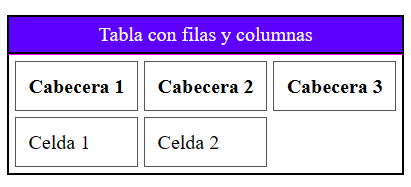 Tabla con filas y columnas
Cabecera 1 Cabecera 2 Cabecera 3
Celda 1 Celda 2